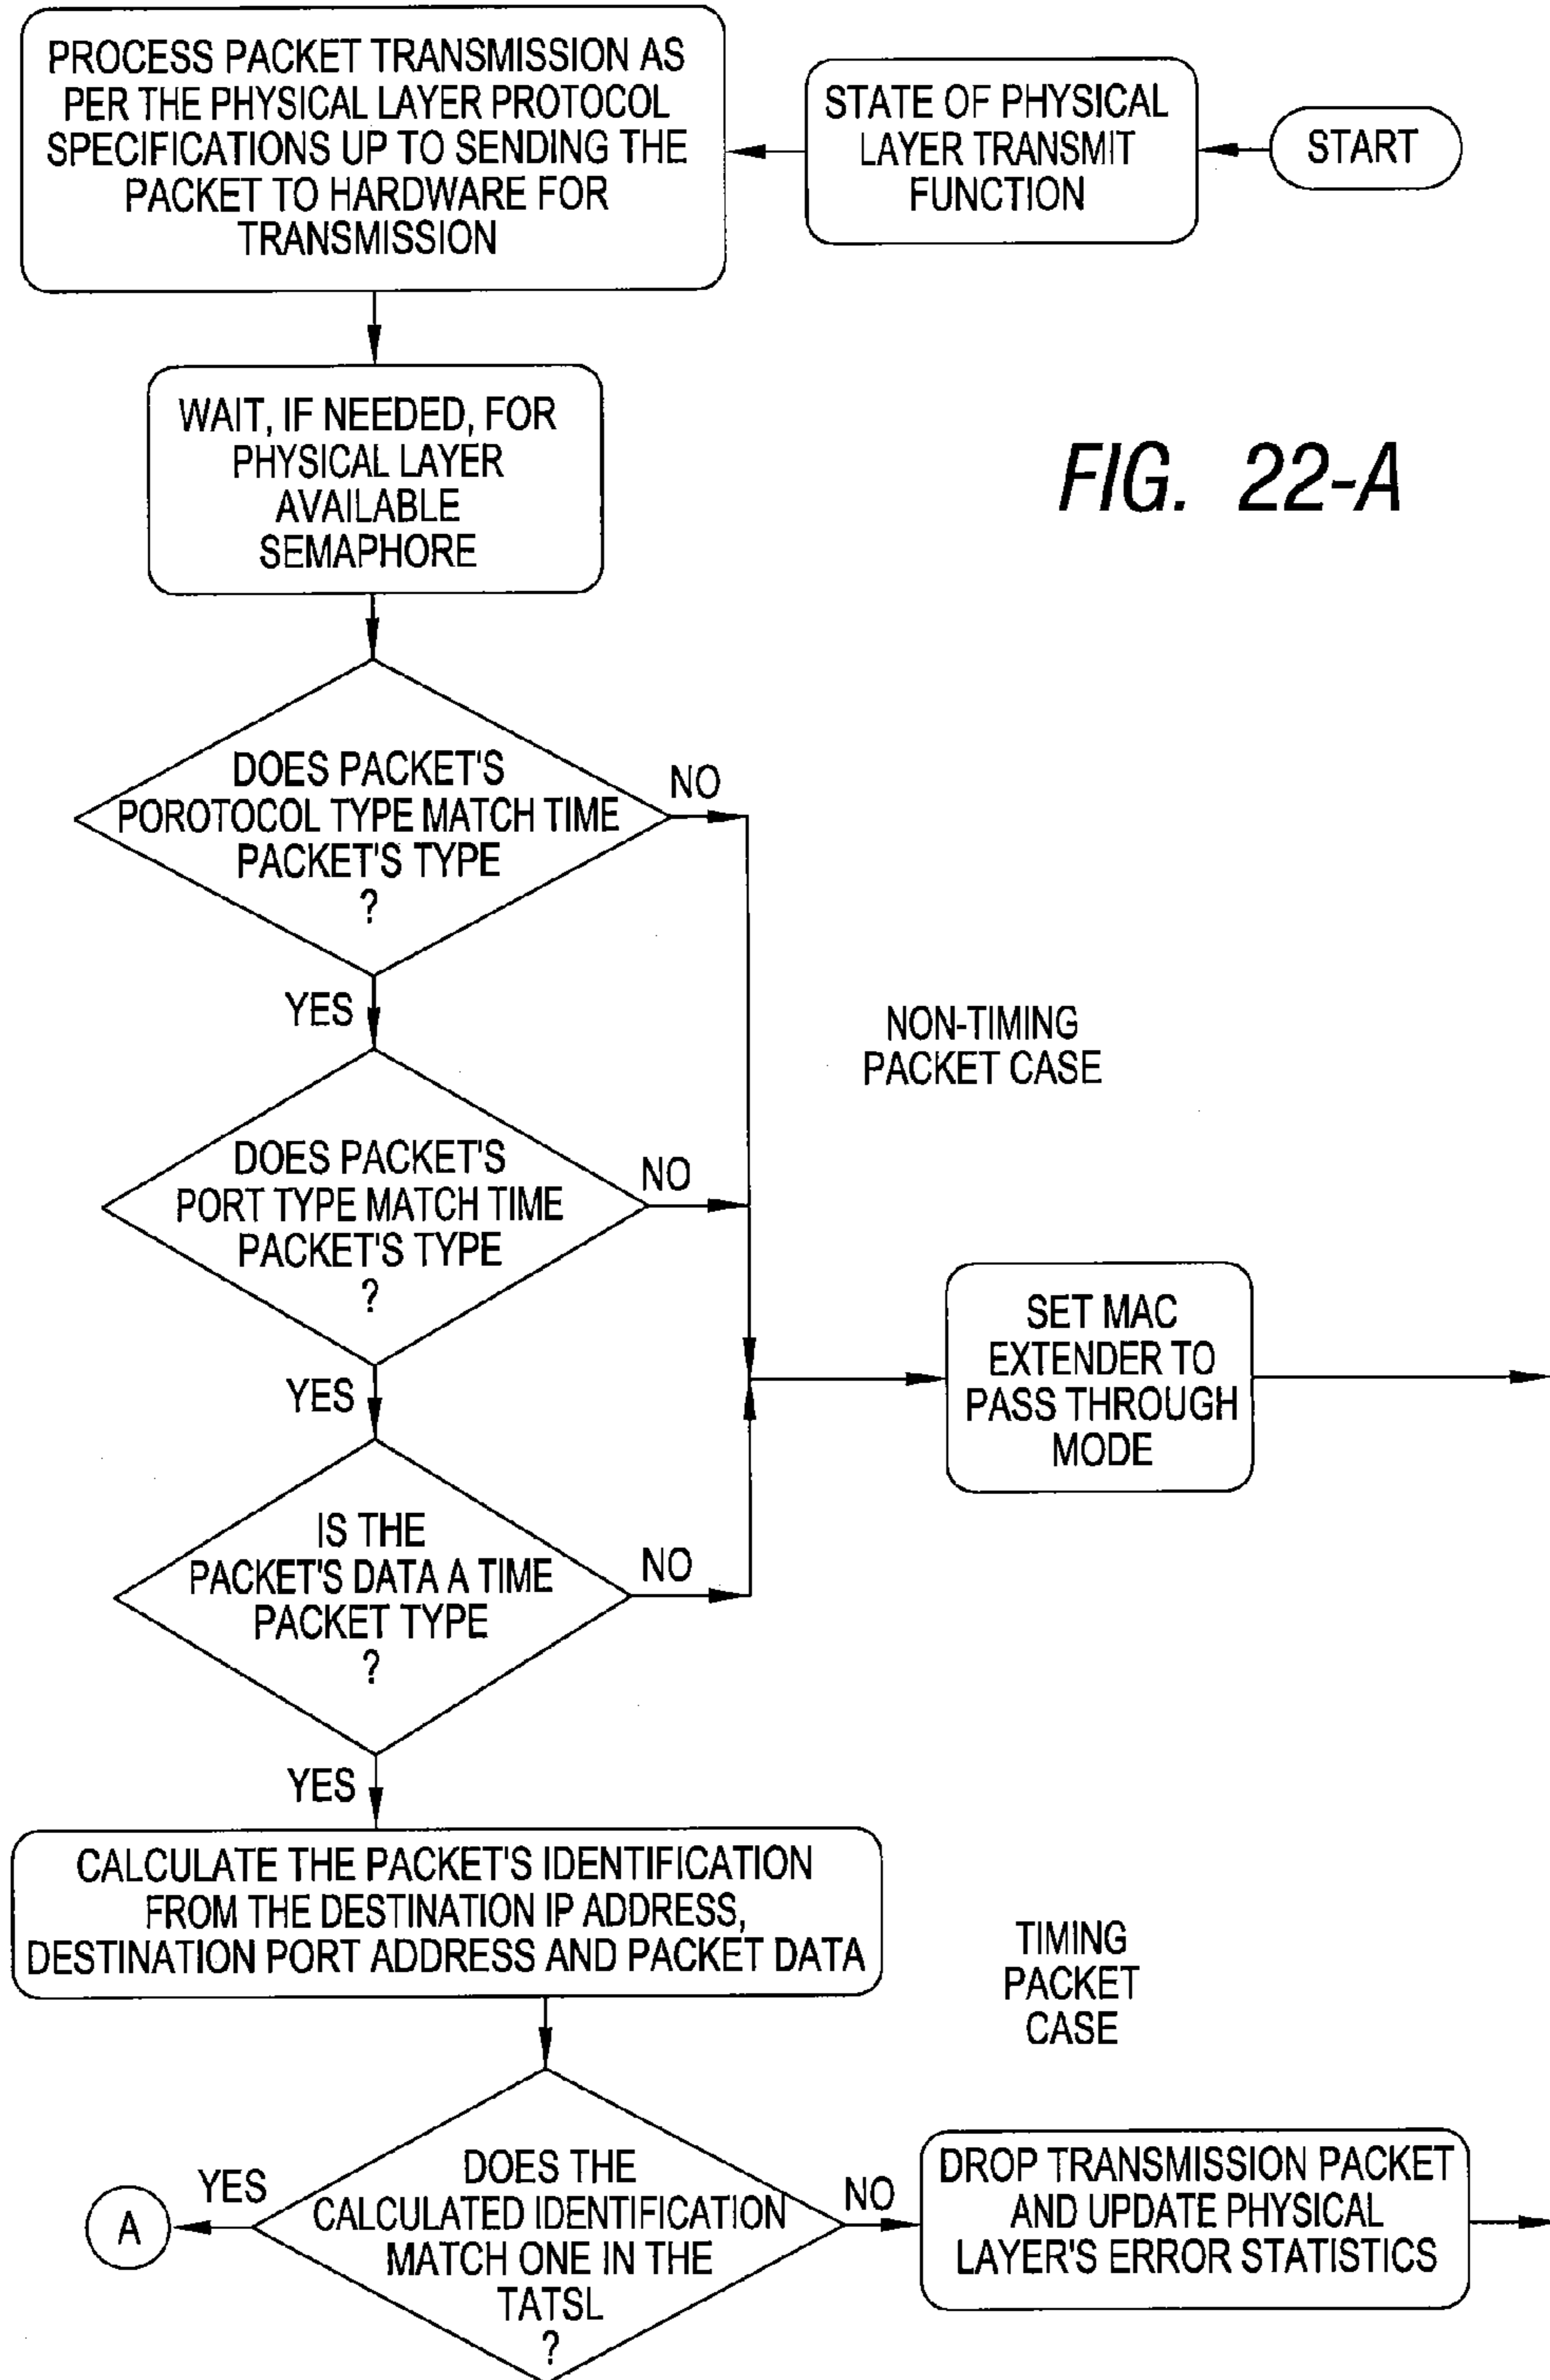 PROCESS PACKET TRANSMISSION AS
PER THE PHYSICAL LAYER PROTOCOL
SPECIFICATIONS UP TO SENDING THE
PACKET TO HARDWARE FOR
TRANSMISSION
STATE OF PHYSICAL
LAYER TRANSMIT
FUNCTION
START
WAIT, IF NEEDED, FOR
PHYSICAL LAYER
AVAILABLE
SEMAPHORE
FIG. 22-A
DOES PACKET'S
POROTOCOL TYPE MATCH TIME
PACKET'S TYPE
?
NO
YES
NON-TIMING
PACKET CASE
DOES PACKET'S
PORT TYPE MATCH TIME
PACKET'S TYPE
?
NO
YES
SET MAC
EXTENDER TO
PASS THROUGH
MODE
IS THE
PACKET'S DATA A TIME
PACKET TYPE
?
NO
YES
CALCULATE THE PACKET'S IDENTIFICATION
FROM THE DESTINATION IP ADDRESS,
DESTINATION PORT ADDRESS AND PACKET DATA
TIMING
PACKET
CASE
DOES THE
CALCULATED IDENTIFICATION
MATCH ONE IN THE
TATSL
?
YES
A
NO
DROP TRANSMISSION PACKET
AND UPDATE PHYSICAL
LAYER'S ERROR STATISTICS